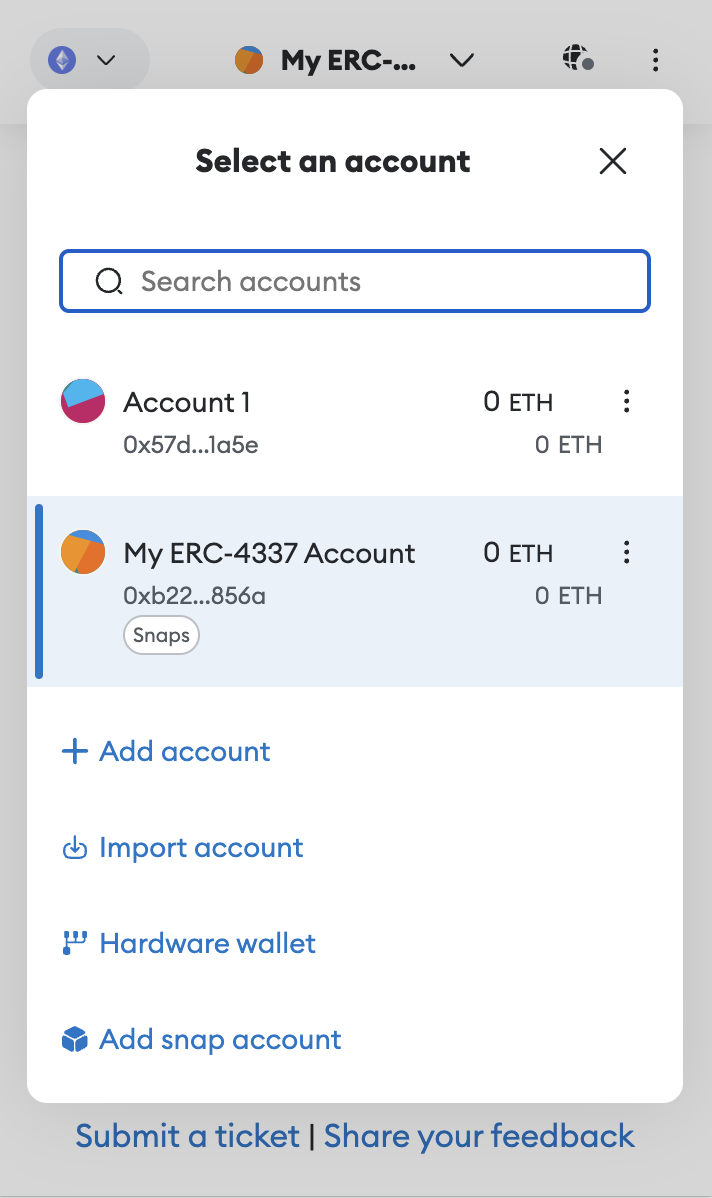 My ERC-...
Select an account
Search accounts
Account 1 0 ETH
0x57d...1a5e 0 ETH
My ERC-4337 Account 0 ETH
0xb22...856a 0 ETH
Snaps
Add account
Import account
Hardware wallet
Add snap account
Submit a ticket | Share your feedback